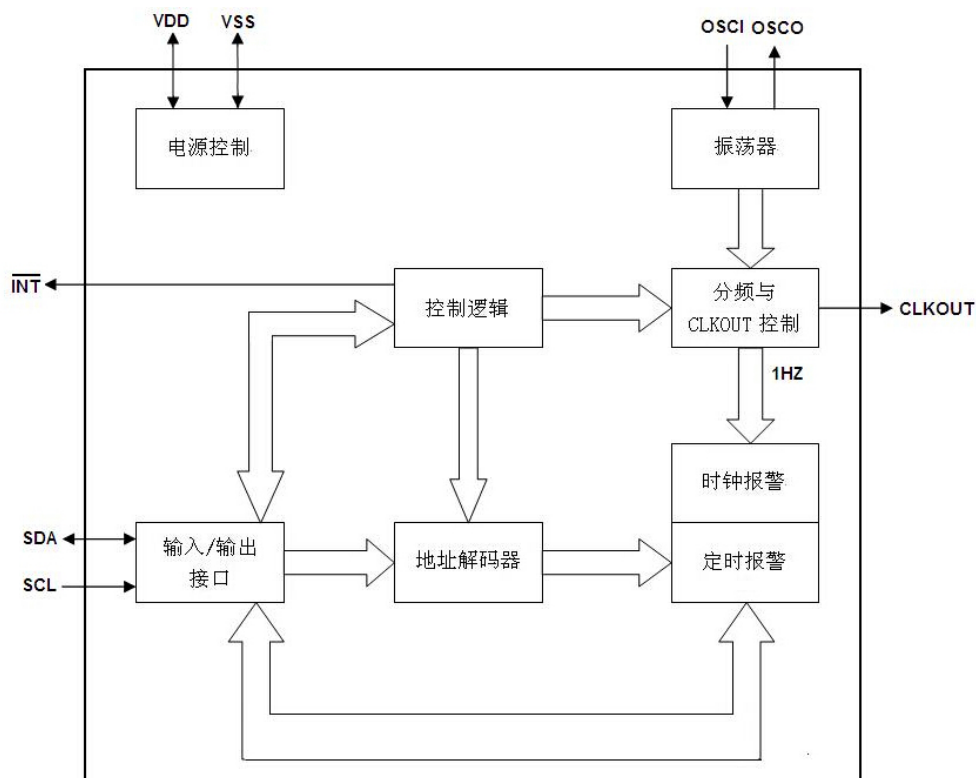 VDD VSS OSCI OSCO
电源控制
振荡器
INT
控制逻辑
分频与
CLKOUT 控制
CLKOUT
1HZ
时钟报警
SDA
输入/输出
接口
SCL
地址解码器
定时报警